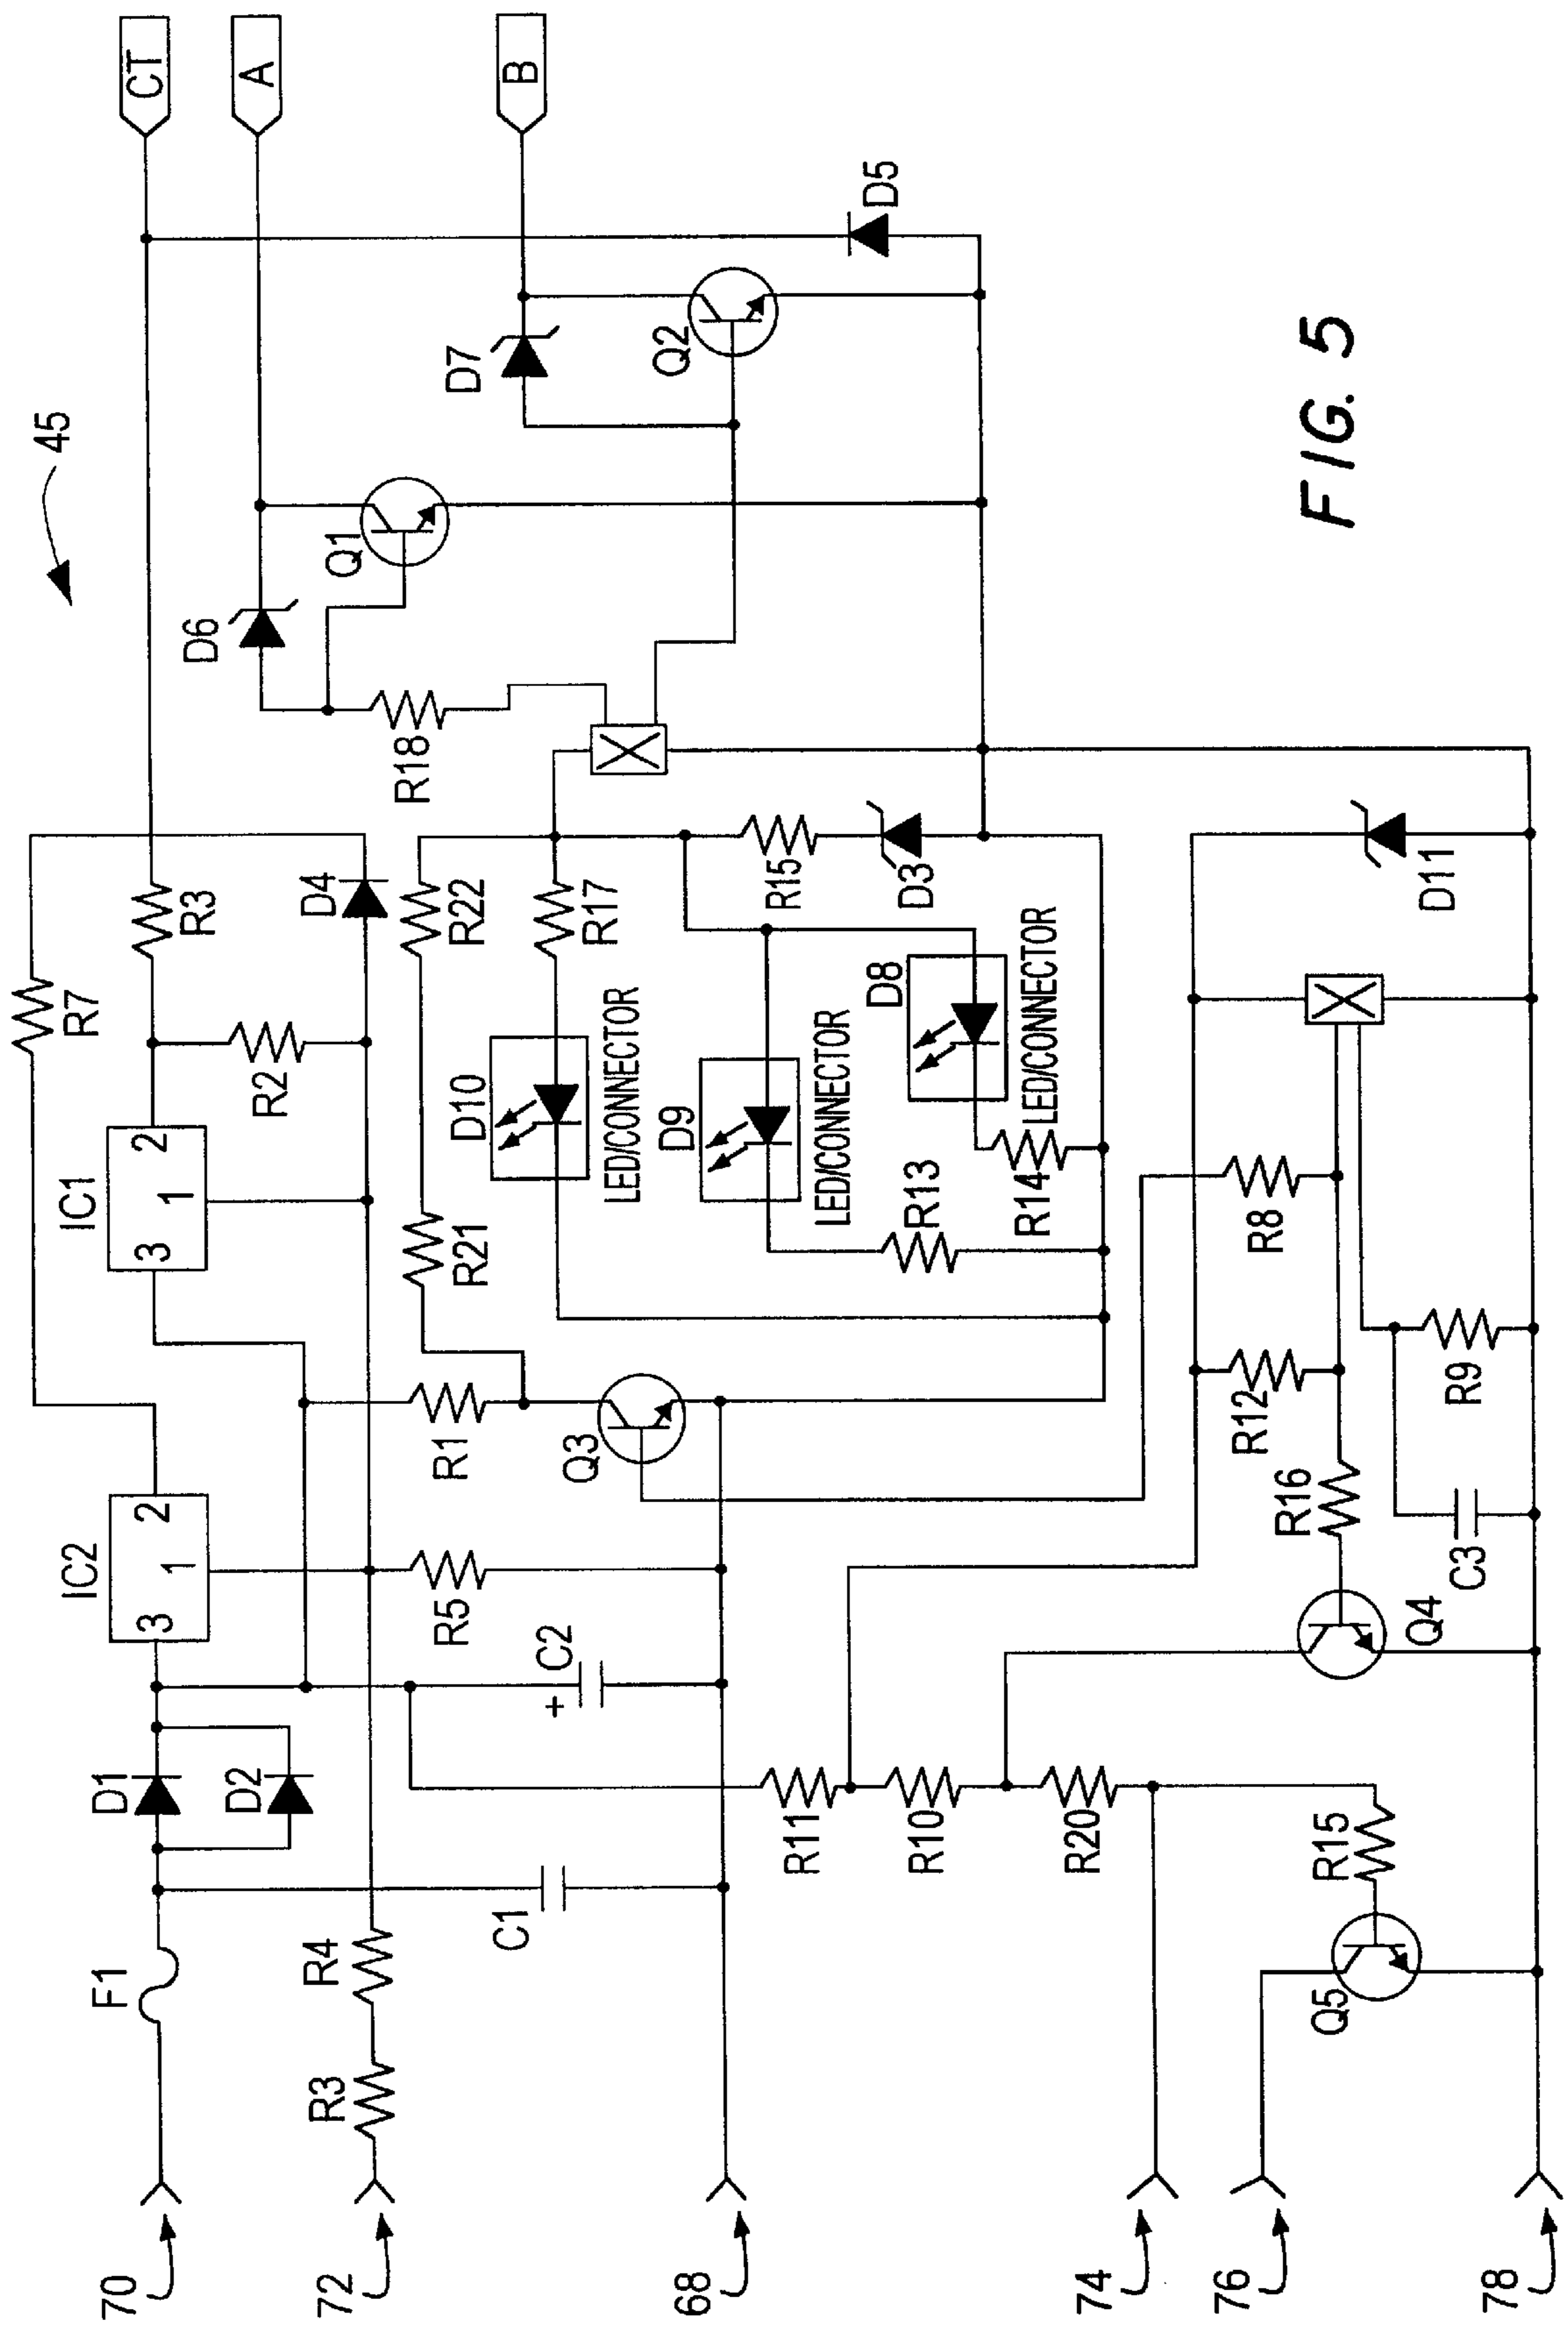 45
CT
A
B
R7
R3
D6
Q1
D7
Q2
D5
IC2
3
2
1
IC1
3
2
1
R2
D4
R18
F1
D1
D2
R4
R3
R5
R1
R21
R22
D10
R17
LED/CONNECTOR
C1
+
C2
Q3
D9
LED/CONNECTOR
R13
D8
LED/CONNECTOR
R14
R15
D3
R11
R10
R20
R15
Q5
R12
R16
Q4
R8
R9
C3
D11
70
72
68
74
76
78
FIG. 5